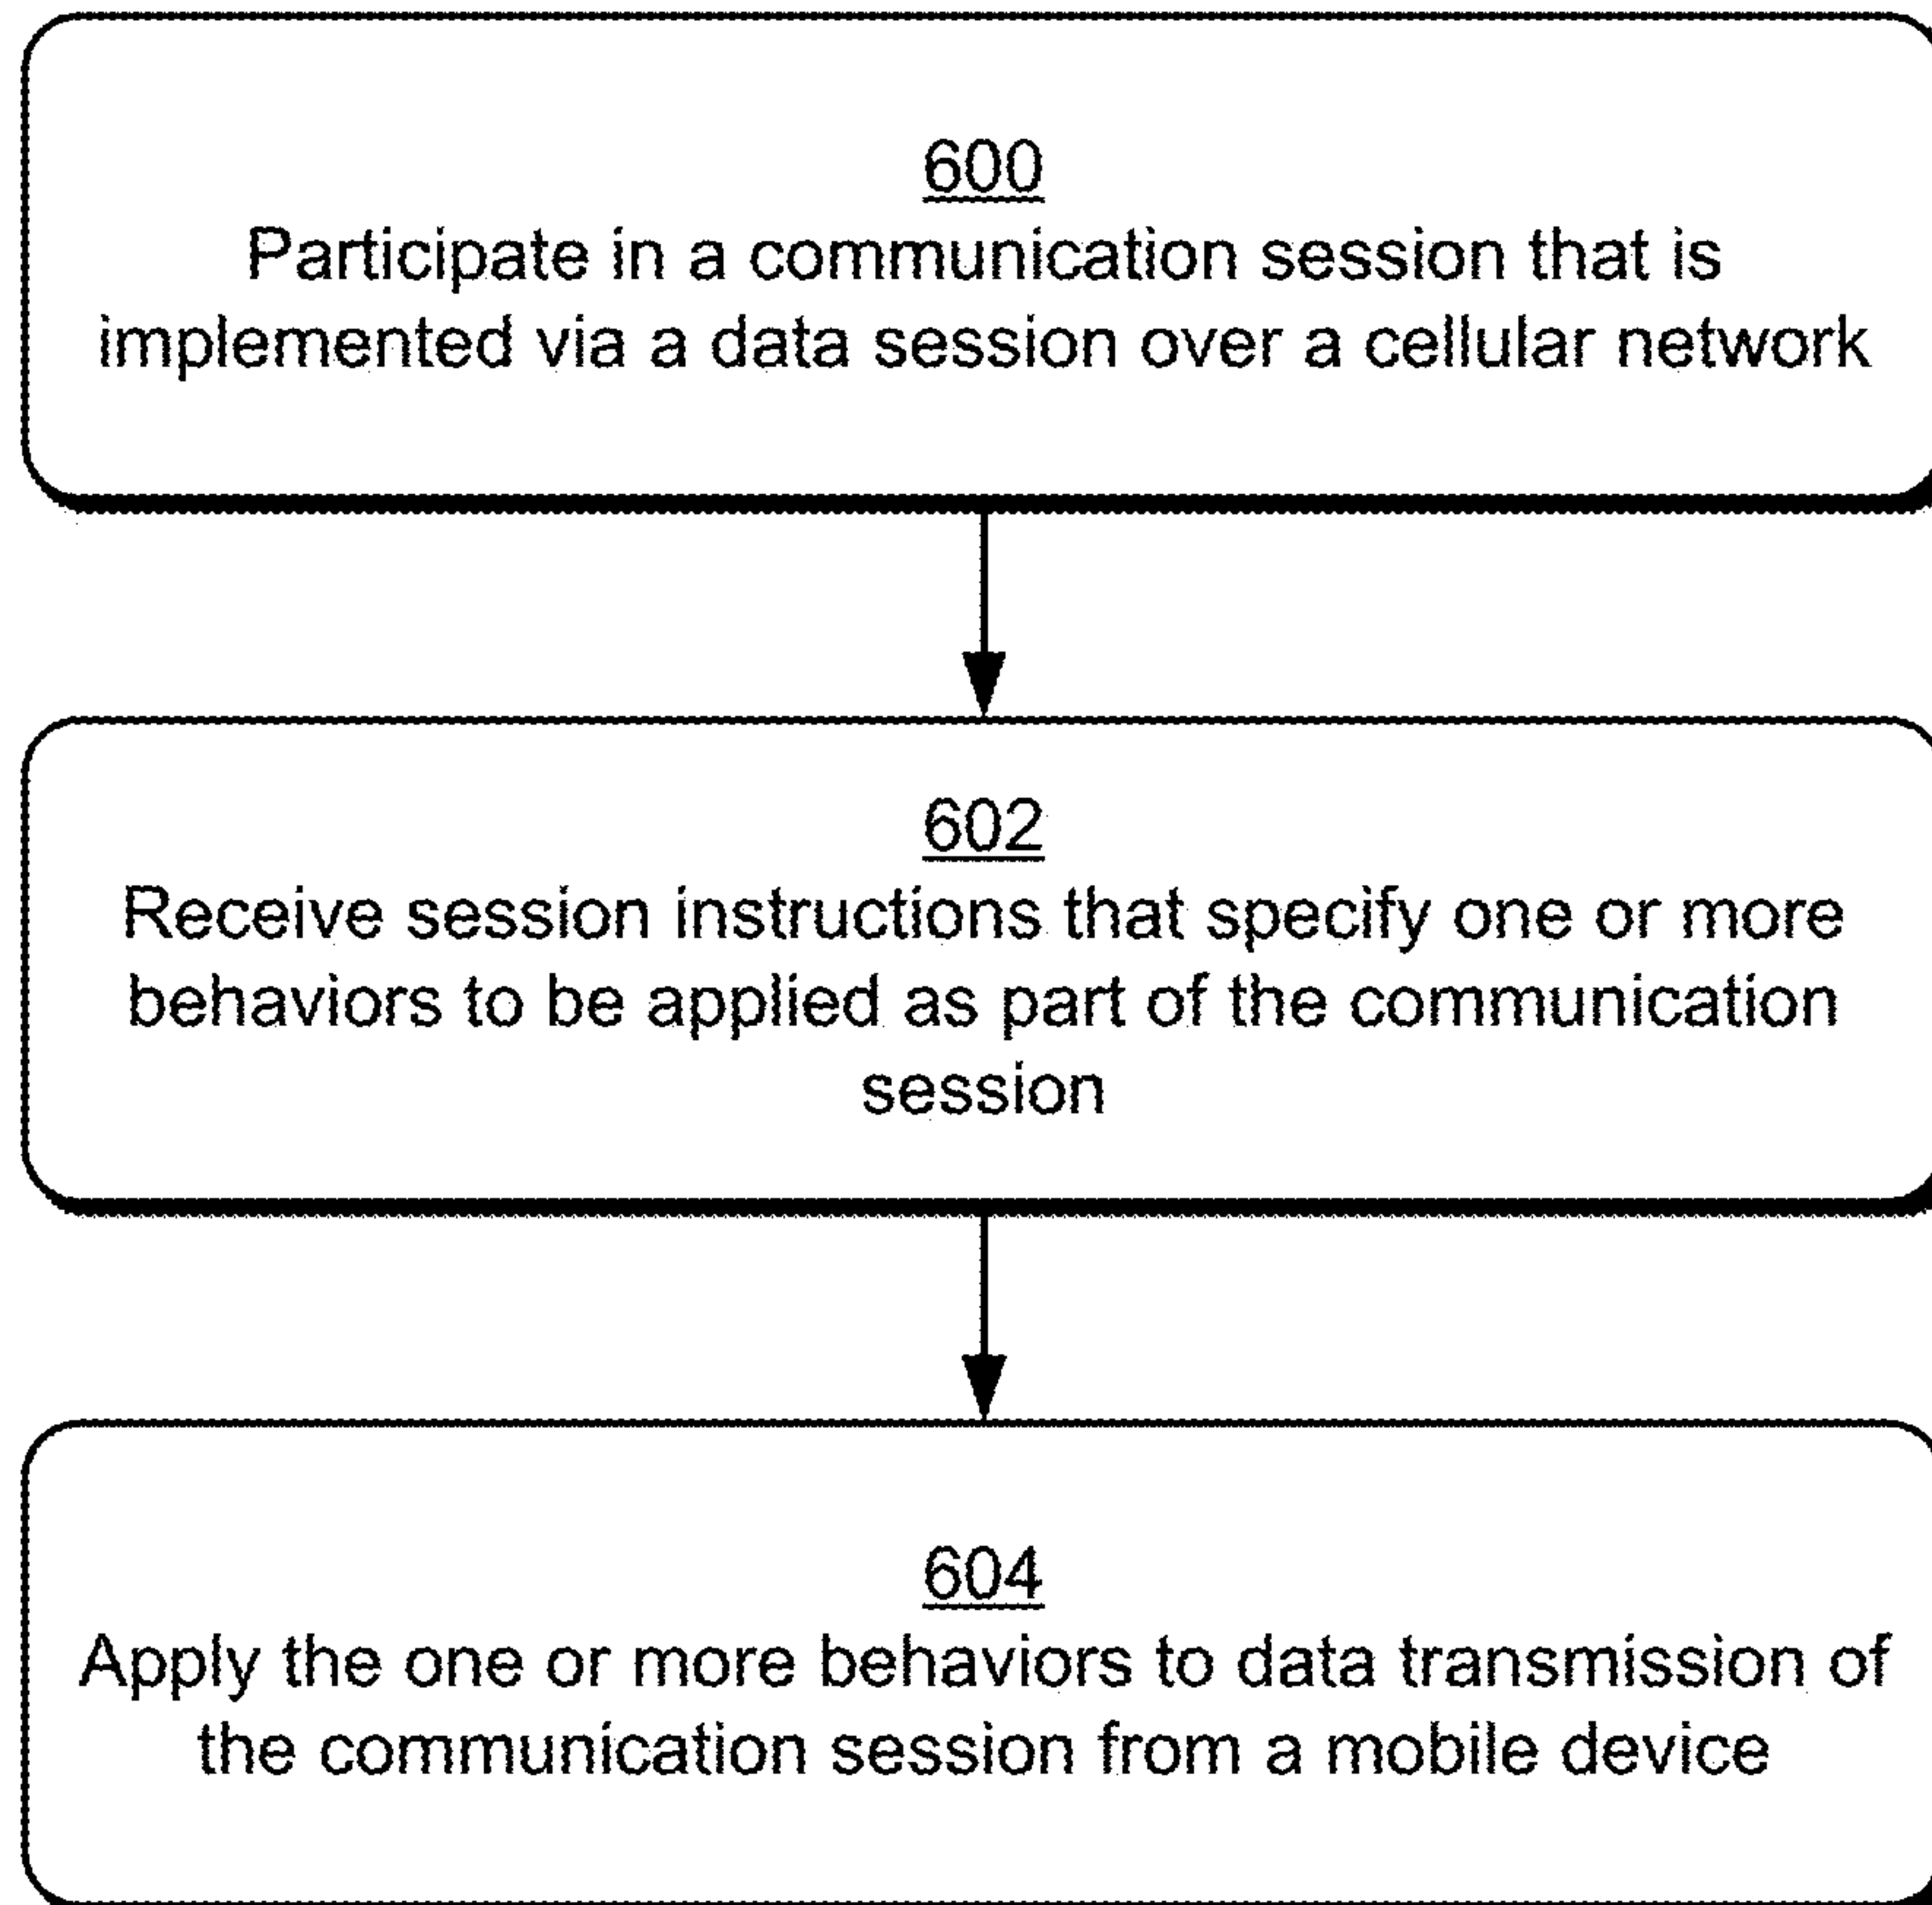 600
Participate in a communication session that is
implemented via a data session over a cellular network
602
Receive session instructions that specify one or more
behaviors to be applied as part of the communication
session
604
Apply the one or more behaviors to data transmission of
the communication session from a mobile device